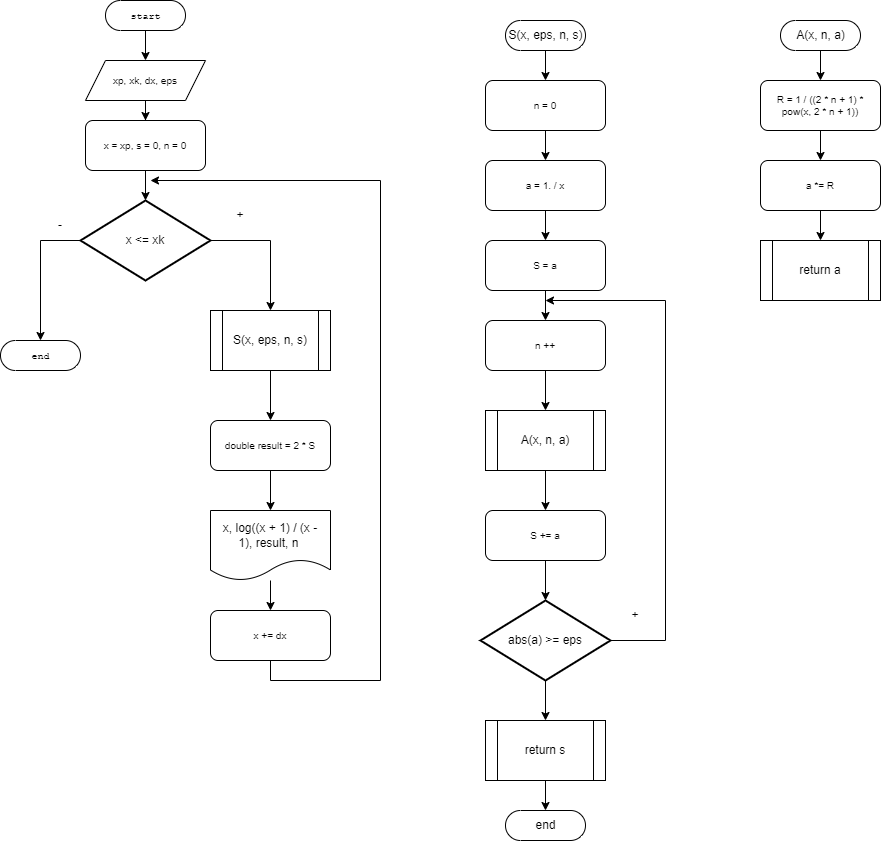 start
xp, xk, dx, eps
x = xp, s = 0, n = 0
x <= xk
-
+
end
S(x, eps, n, s)
double result = 2 * S
x, log((x + 1) / (x -
1), result, n
x += dx
S(x, eps, n, s)
n = 0
a = 1. / x
S = a
n ++
A(x, n, a)
S += a
abs(a) >= eps
+
return s
end
A(x, n, a)
R = 1 / ((2 * n + 1) *
pow(x, 2 * n + 1))
a *= R
return a